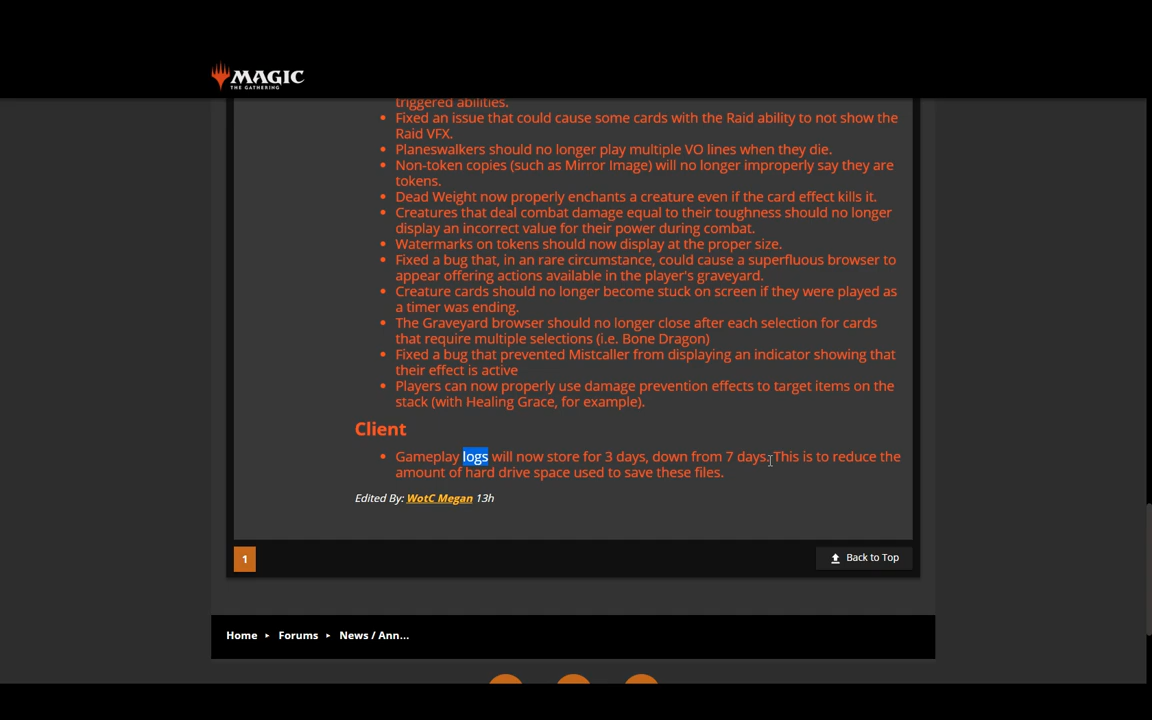 MAGIC
THE GATHERING
triggered abilities.
• Fixed an issue that could cause some cards with the Raid ability to not show the
Raid VFX.
• Planeswalkers should no longer play multiple VO lines when they die.
• Non-token copies (such as Mirror Image) will no longer improperly say they are
tokens.
• Dead Weight now properly enchants a creature even if the card effect kills it.
• Creatures that deal combat damage equal to their toughness should no longer
display an incorrect value for their power during combat.
• Watermarks on tokens should now display at the proper size.
• Fixed a bug that, in an rare circumstance, could cause a superfluous browser to
appear offering actions available in the player's graveyard.
• Creature cards should no longer become stuck on screen if they were played as
a timer was ending.
• The Graveyard browser should no longer close after each selection for cards
that require multiple selections (i.e. Bone Dragon)
• Fixed a bug that prevented Mistcaller from displaying an indicator showing that
their effect is active
• Players can now properly use damage prevention effects to target items on the
stack (with Healing Grace, for example).
Client
• Gameplay logs will now store for 3 days, down from 7 days. This is to reduce the
amount of hard drive space used to save these files.
Edited By: WotC Megan 13h
1
Back to Top
Home ▸ Forums ▸ News / Ann...